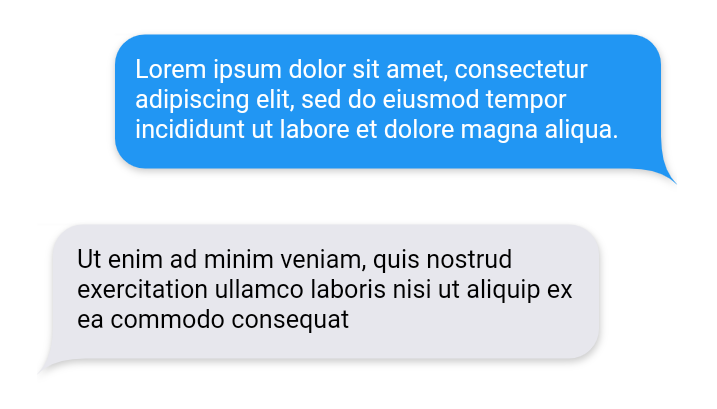 Lorem ipsum dolor sit amet, consectetur
adipiscing elit, sed do eiusmod tempor
incididunt ut labore et dolore magna aliqua.
Ut enim ad minim veniam, quis nostrud
exercitation ullamco laboris nisi ut aliquip ex
ea commodo consequat